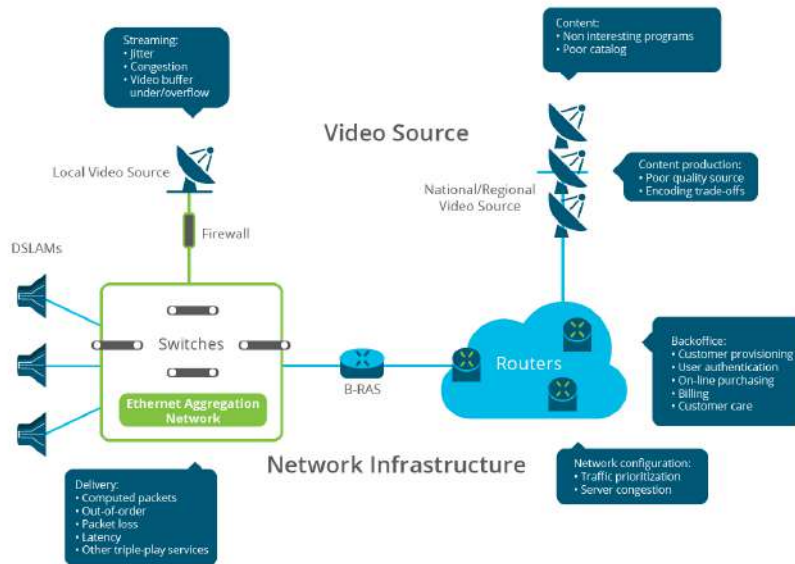 Streaming:
• Jitter
• Congestion
• Video buffer
under/overflow
Content:
• Non interesting programs
• Poor catalog
Video Source
Local Video Source
National/Regional
Video Source
Content production:
• Poor quality source
• Encoding trade-offs
Firewall
DSLAMs
Switches
Ethernet Aggregation
Network
B-RAS
Routers
Backoffice:
• Customer provisioning
• User authentication
• On-line purchasing
• Billing
• Customer care
Network Infrastructure
Network configuration:
• Traffic prioritization
• Server congestion
Delivery:
• Computed packets
• Out-of-order
• Packet loss
• Latency
• Other triple-play services